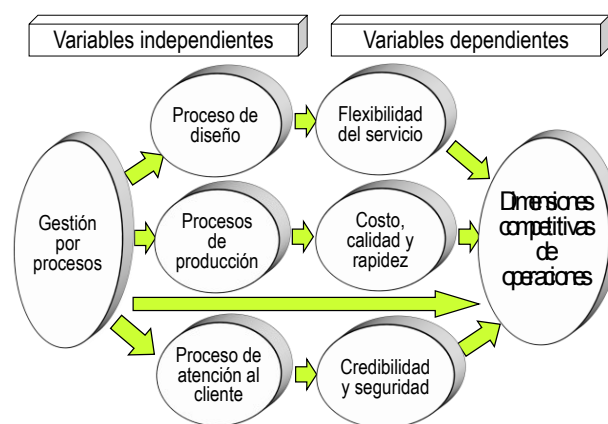 Variables independientes
Variables dependientes
Proceso de
diseño
Flexibilidad
del servicio
Gestión
por
procesos
Procesos
de
producción
Costo,
calidad y
rapidez
Dimensiones
competitivas
de
operaciones
Proceso de
atención al
cliente
Credibilidad
y seguridad